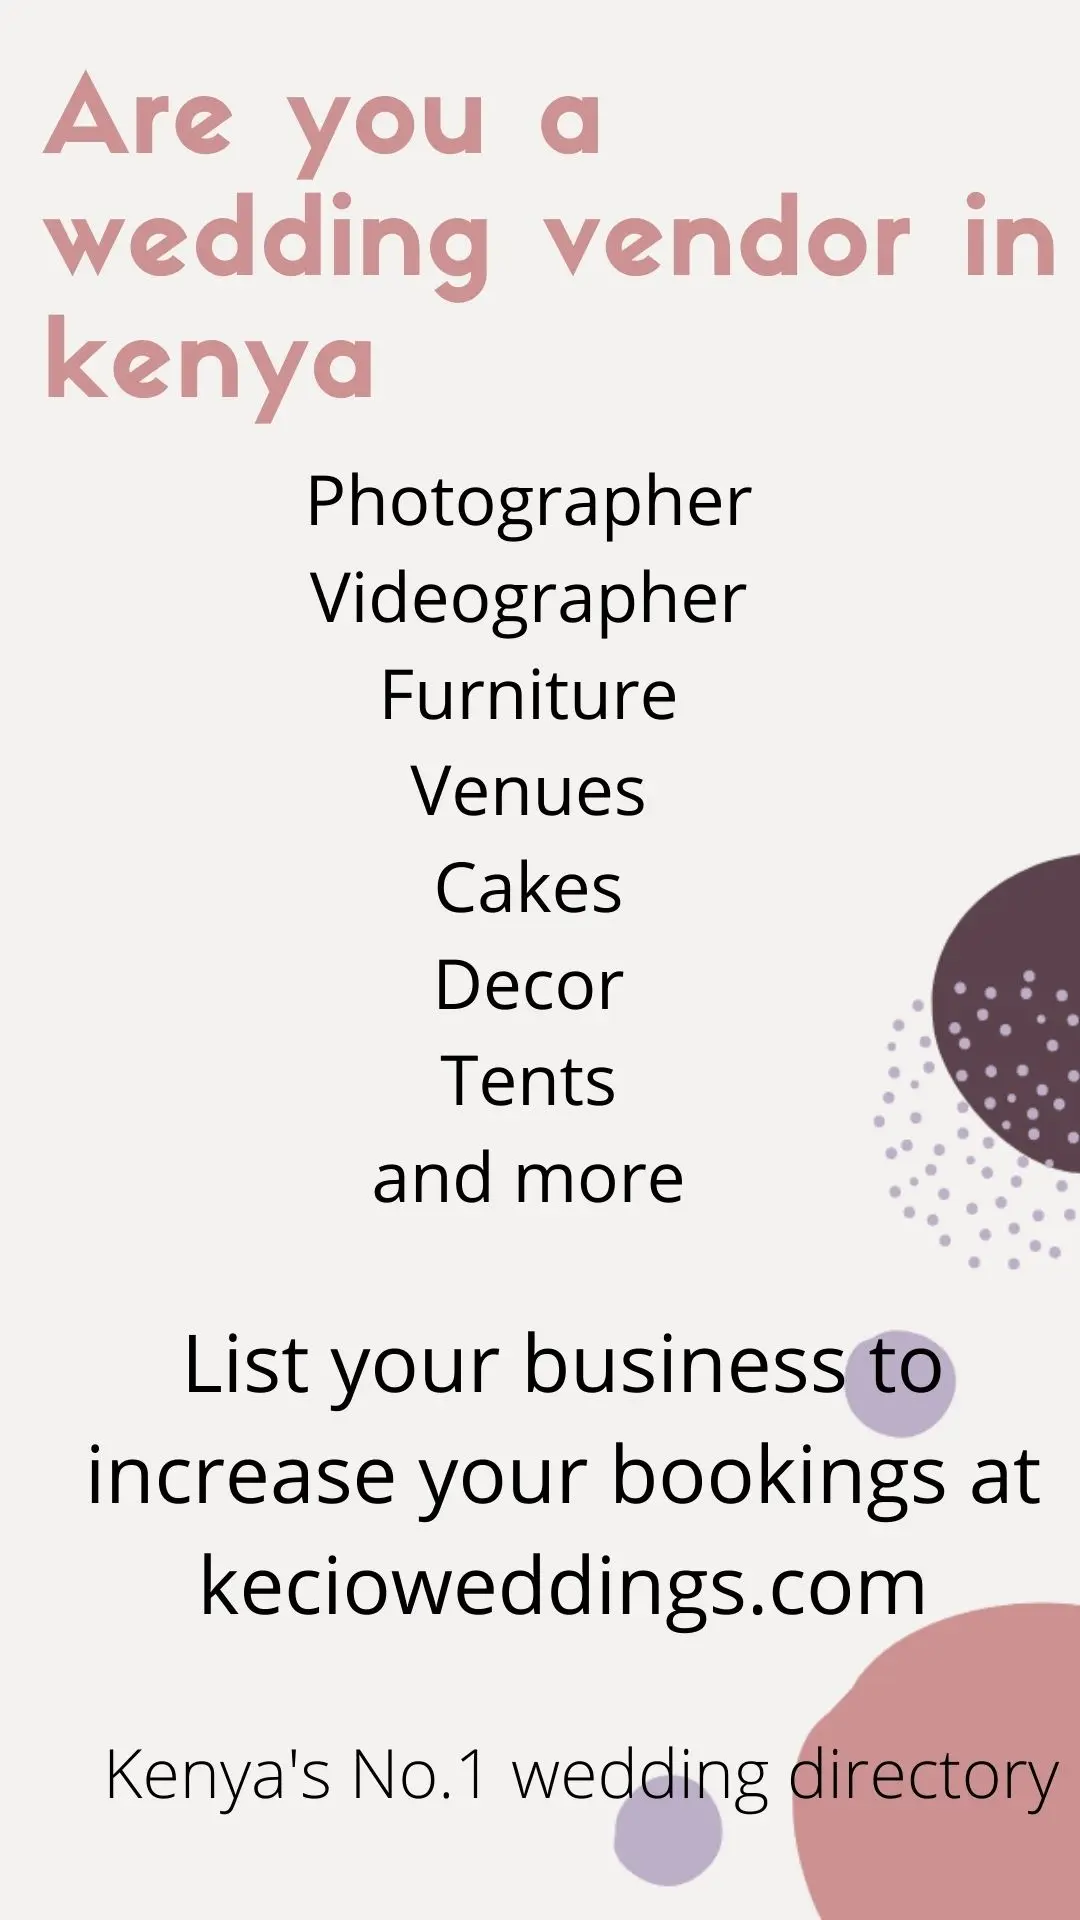 Are you a
wedding vendor in
kenya
Photographer
Videographer
Furniture
Venues
Cakes
Decor
Tents
and more
List your business to
increase your bookings at
kecioweddings.com
Kenya's No.1 wedding directory